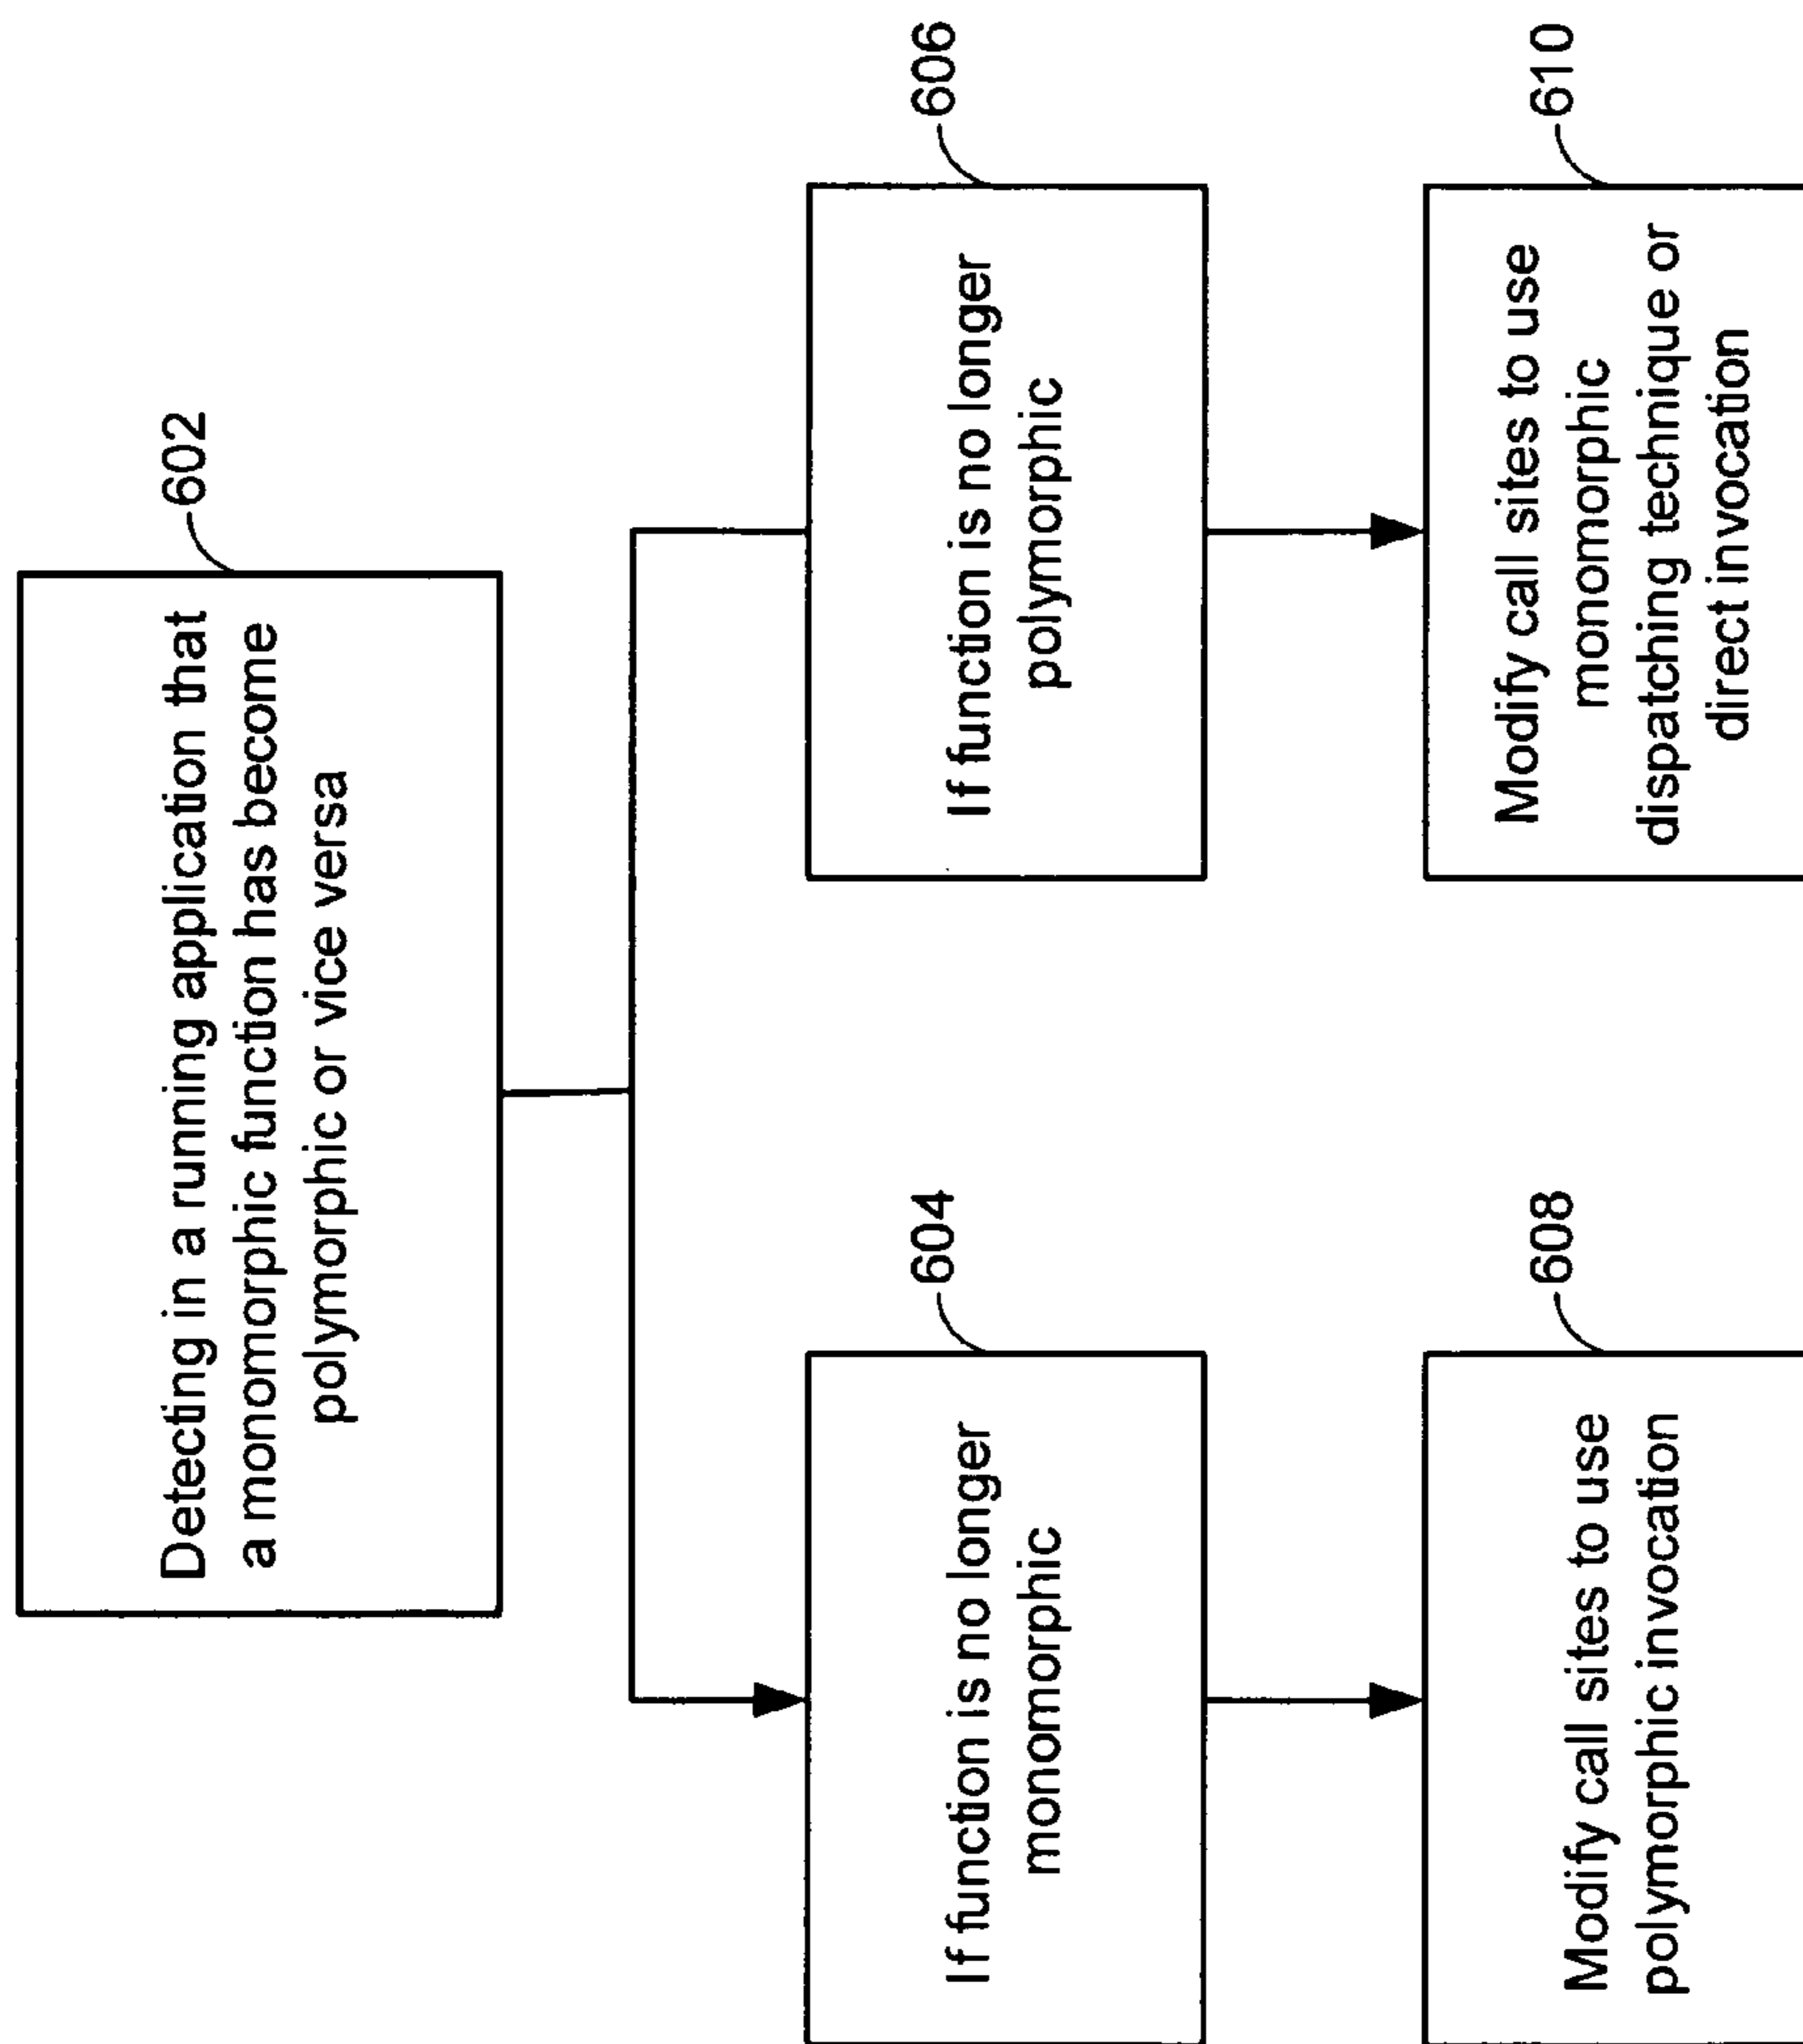 602
Detecting in a running application that
a monomorphic function has become
polymorphic or vice versa
604
If function is no longer
monomorphic
606
If function is no longer
polymorphic
608
Modify call sites to use
polymorphic invocation
610
Modify call sites to use
monomorphic
dispatching technique or
direct invocation